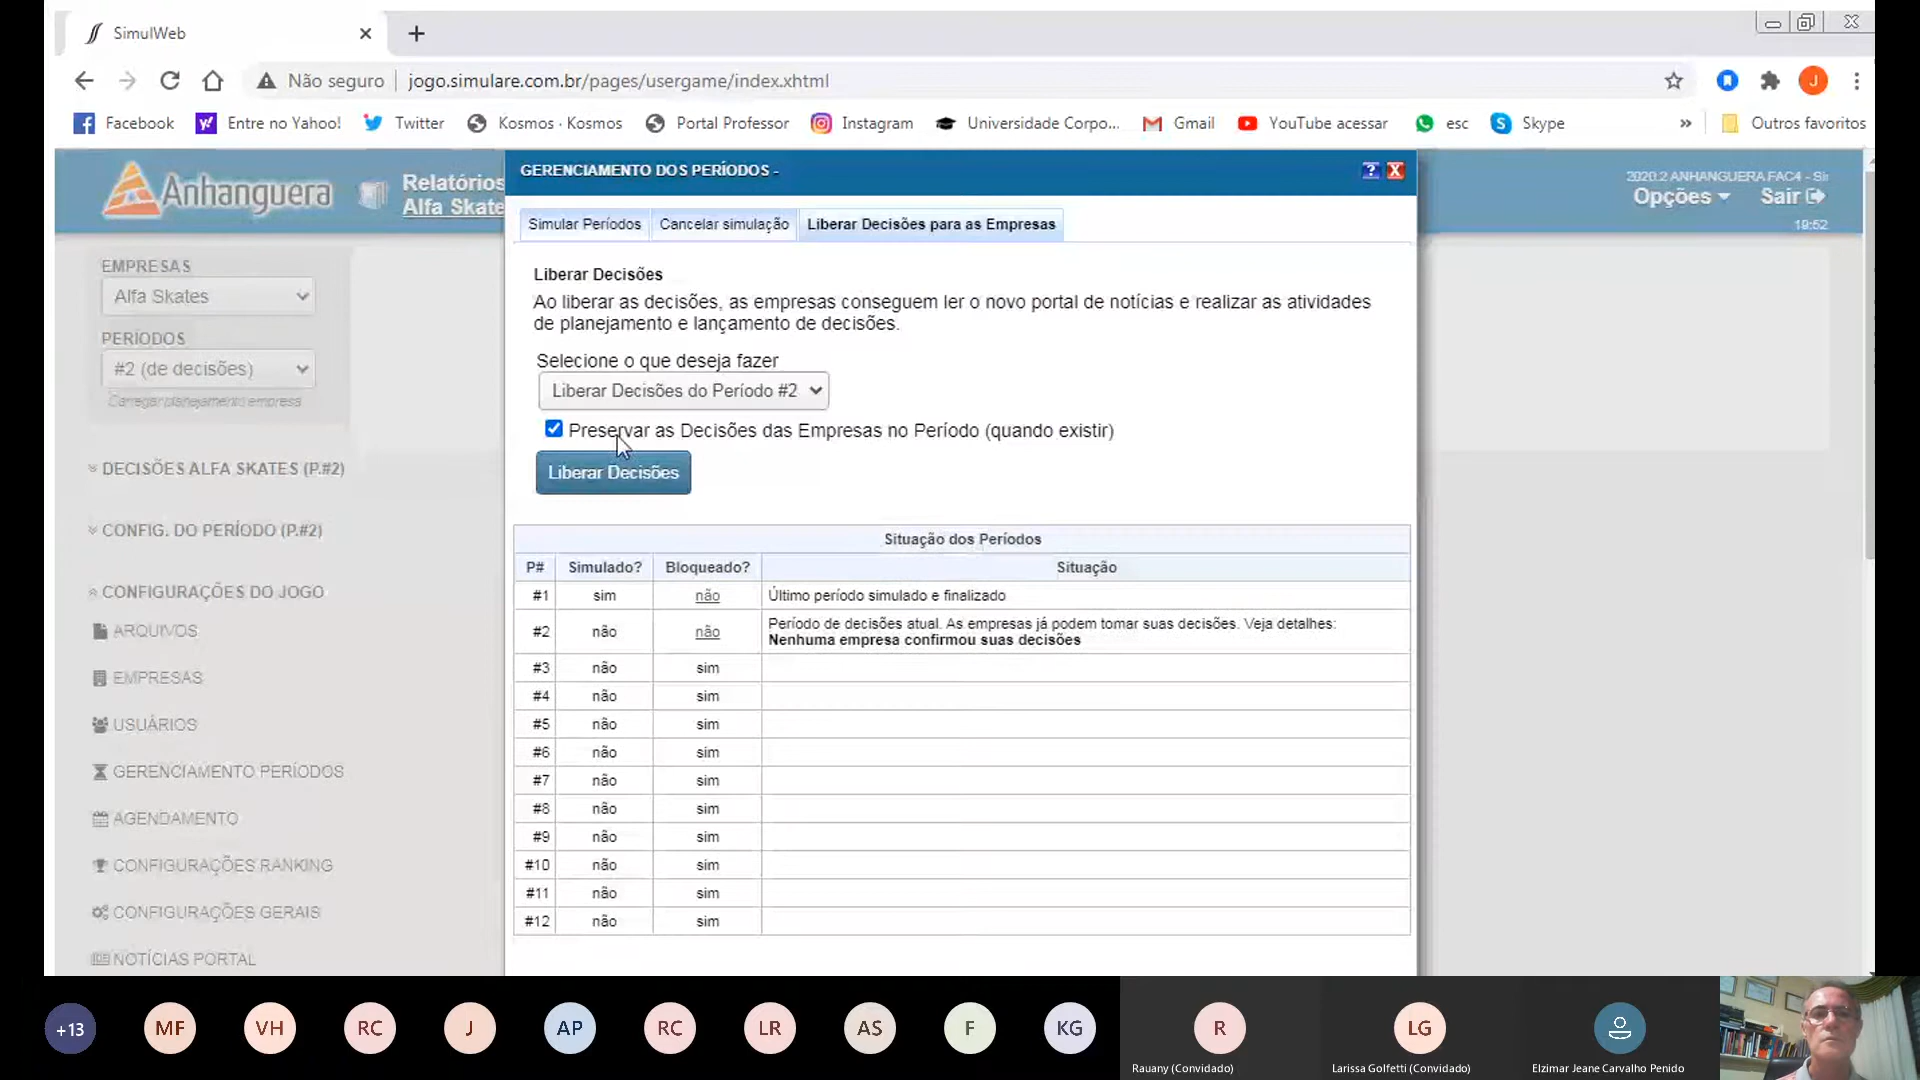 SimulWeb
Não seguro
jogo.simulare.com.br/pages/usergame/index.xhtml
J
Facebook
Entre no Yahoo!
Twitter
Kosmos · Kosmos
Portal Professor
Instagram
Universidade Corpo...
Gmail
YouTube acessar
esc
Skype
»
Outros favoritos
Anhanguera
Relatórios
Alfa Skate
GERENCIAMENTO DOS PERÍODOS -
? X
2020.2 ANHANGUERA FAC4 - Sir
Opções
Sair
19:52
EMPRESAS
Alfa Skates
PERÍODOS
#2 (de decisões)
Carregar planejamento empresa
DECISÕES ALFA SKATES (P.#2)
CONFIG. DO PERÍODO (P.#2)
CONFIGURAÇÕES DO JOGO
ARQUIVOS
EMPRESAS
USUÁRIOS
GERENCIAMENTO PERÍODOS
AGENDAMENTO
CONFIGURAÇÕES RANKING
CONFIGURAÇÕES GERAIS
NOTÍCIAS PORTAL
Simular Períodos
Cancelar simulação
Liberar Decisões para as Empresas
Liberar Decisões
Ao liberar as decisões, as empresas conseguem ler o novo portal de notícias e realizar as atividades
de planejamento e lançamento de decisões.
Selecione o que deseja fazer
Liberar Decisões do Período #2
Preservar as Decisões das Empresas no Período (quando existir)
Liberar Decisões
Situação dos Períodos
P# Simulado? Bloqueado? Situação
#1 sim não Último período simulado e finalizado
#2 não não Período de decisões atual. As empresas já podem tomar suas decisões. Veja detalhes:
Nenhuma empresa confirmou suas decisões
#3 não sim
#4 não sim
#5 não sim
#6 não sim
#7 não sim
#8 não sim
#9 não sim
#10 não sim
#11 não sim
#12 não sim
+13
MF
VH
RC
J
AP
RC
LR
AS
F
KG
R
LG
Rauany (Convidado)
Larissa Golfetti (Convidado)
Elzimar Jeane Carvalho Penido